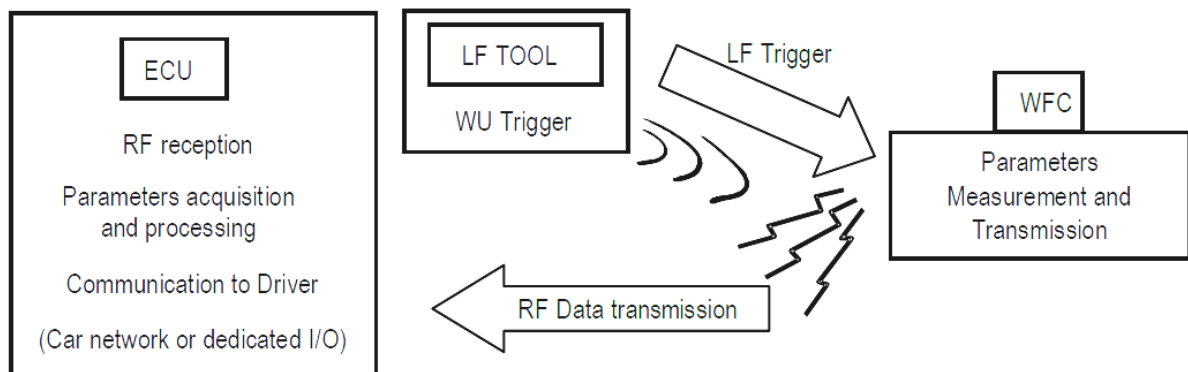 ECU
RF reception
Parameters acquisition
and processing
Communication to Driver
(Car network or dedicated I/O)
LF TOOL
WU Trigger
LF Trigger
WFC
Parameters
Measurement and
Transmission
RF Data transmission